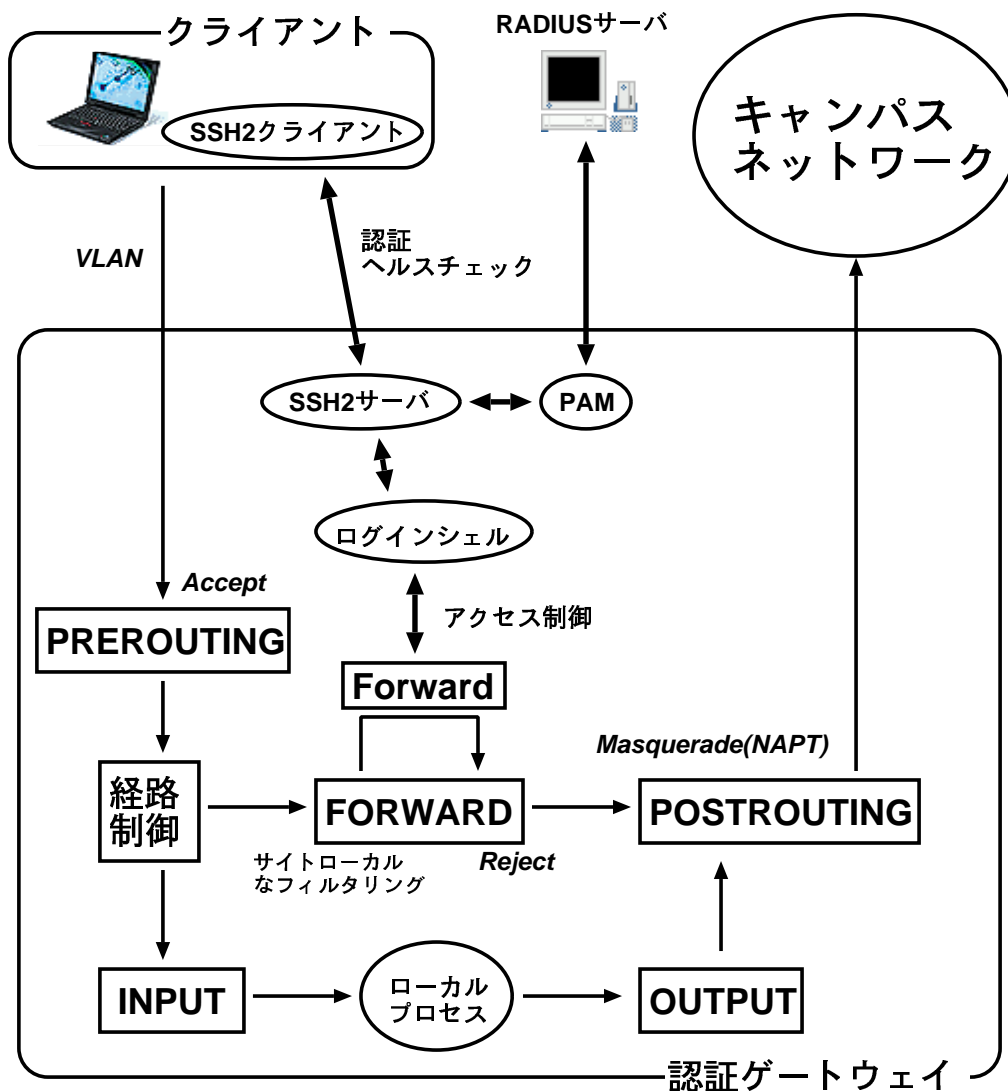 クライアント
RADIUSサーバ
SSH2クライアント
キャンパス
ネットワーク
VLAN
認証
ヘルスチェック
SSH2サーバ
PAM
ログインシェル
Accept
アクセス制御
PREROUTING
Forward
Masquerade(NAPT)
経路
制御
FORWARD
POSTROUTING
サイトローカル
なフィルタリング
Reject
INPUT
ローカル
プロセス
OUTPUT
認証ゲートウェイ